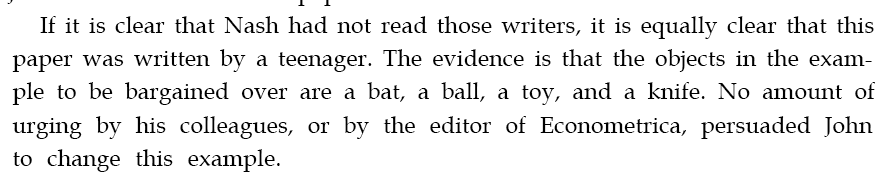 If it is clear that Nash had not read those writers, it is equally clear that this
paper was written by a teenager. The evidence is that the objects in the exam-
ple to be bargained over are a bat, a ball, a toy, and a knife. No amount of
urging by his colleagues, or by the editor of Econometrica, persuaded John
to change this example.